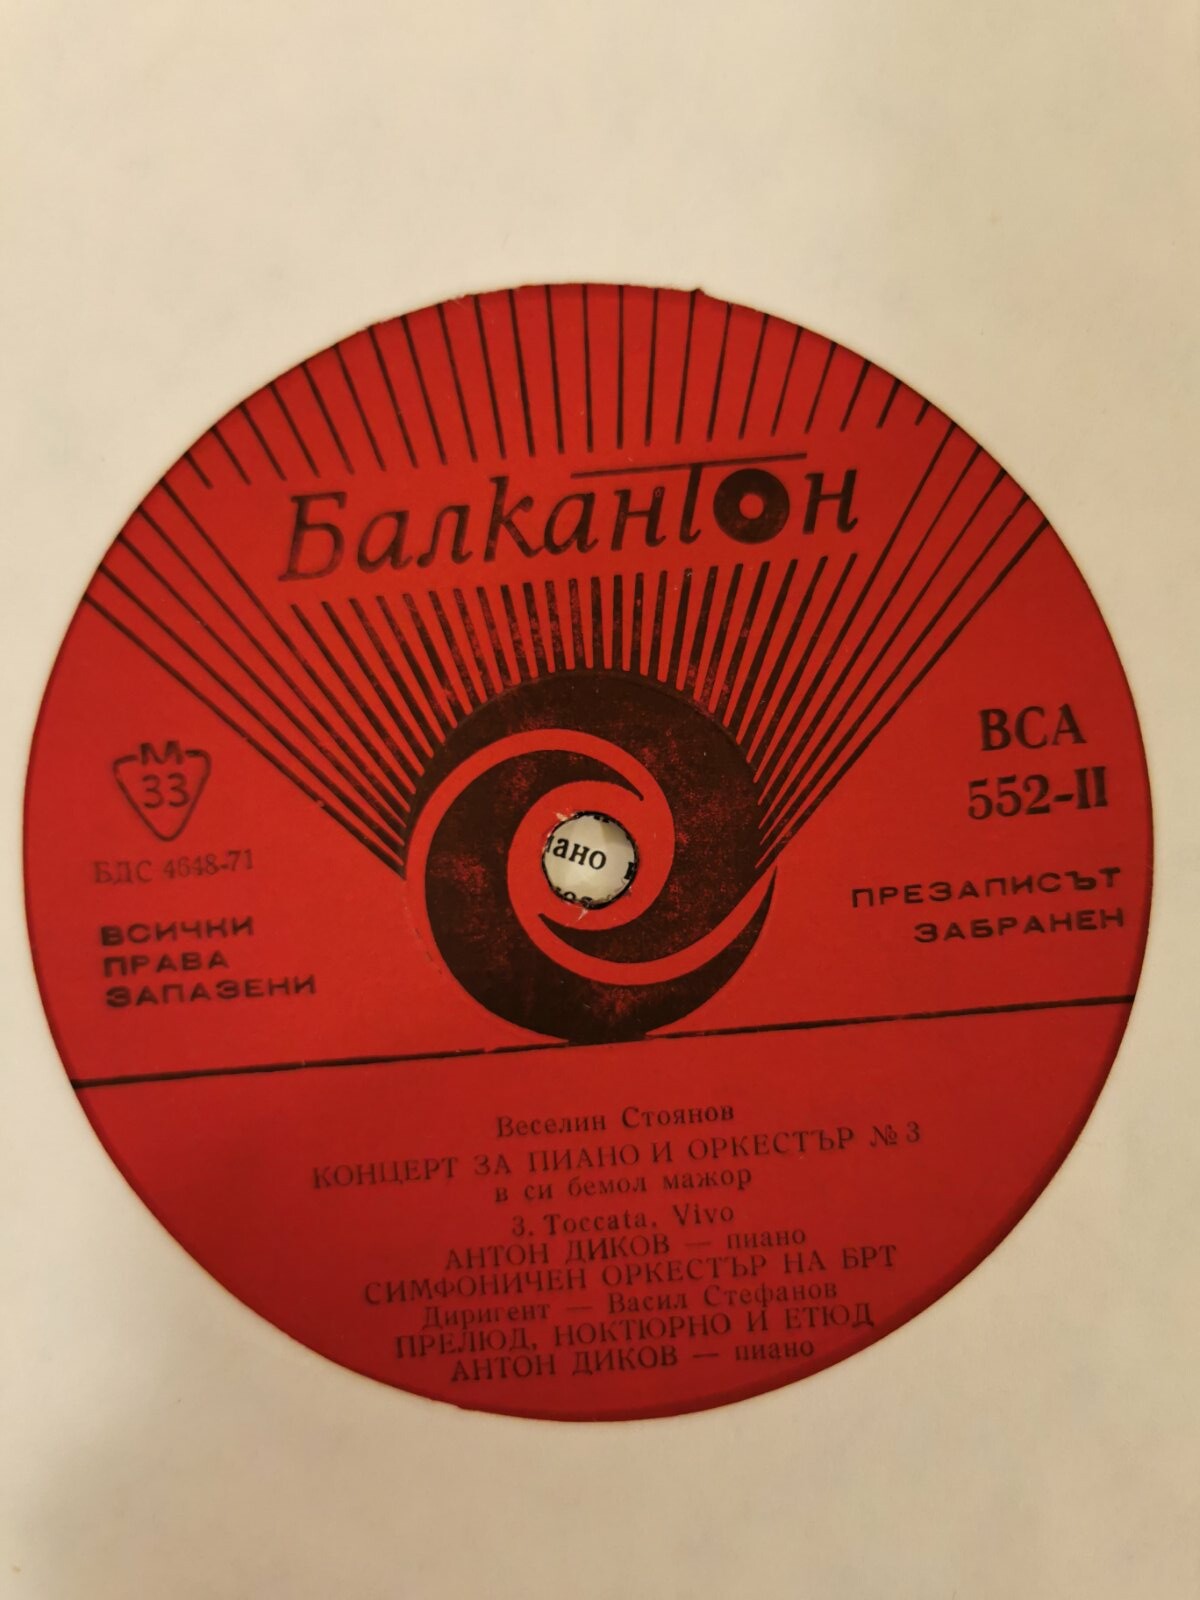 Балкантон
М
33
БДС 4648-71
ВСИЧКИ
ПРАВА
ЗАПАЗЕНИ
ВСА
552-II
ПРЕЗАПИСЪТ
ЗАБРАНЕН
ано
Веселин Стоянов
КОНЦЕРТ ЗА ПИАНО И ОРКЕСТЪР № 3
в си бемол мажор
3. Toccata, Vivo
АНТОН ДИКОВ — пиано
СИМФОНИЧЕН ОРКЕСТЪР НА БРТ
Диригент — Васил Стефанов
ПРЕЛЮД, НОКТЮРНО И ЕТЮД
АНТОН ДИКОВ — пиано